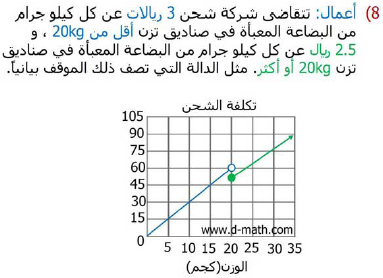 8) أعمال: تتقاضى شركة شحن 3 ريالات عن كل كيلو جرام
من البضاعة المعبأة في صناديق تزن أقل من 20kg ، و
2.5 ريال عن كل كيلو جرام من البضاعة المعبأة في صناديق
تزن 20kg أو أكثر. مثل الدالة التي تصف ذلك الموقف بيانياً.
تكلفة الشحن
105
90
75
60
45
30
15
0
www.d-math.com
5 10 15 20 25 30 35
الوزن(كجم)